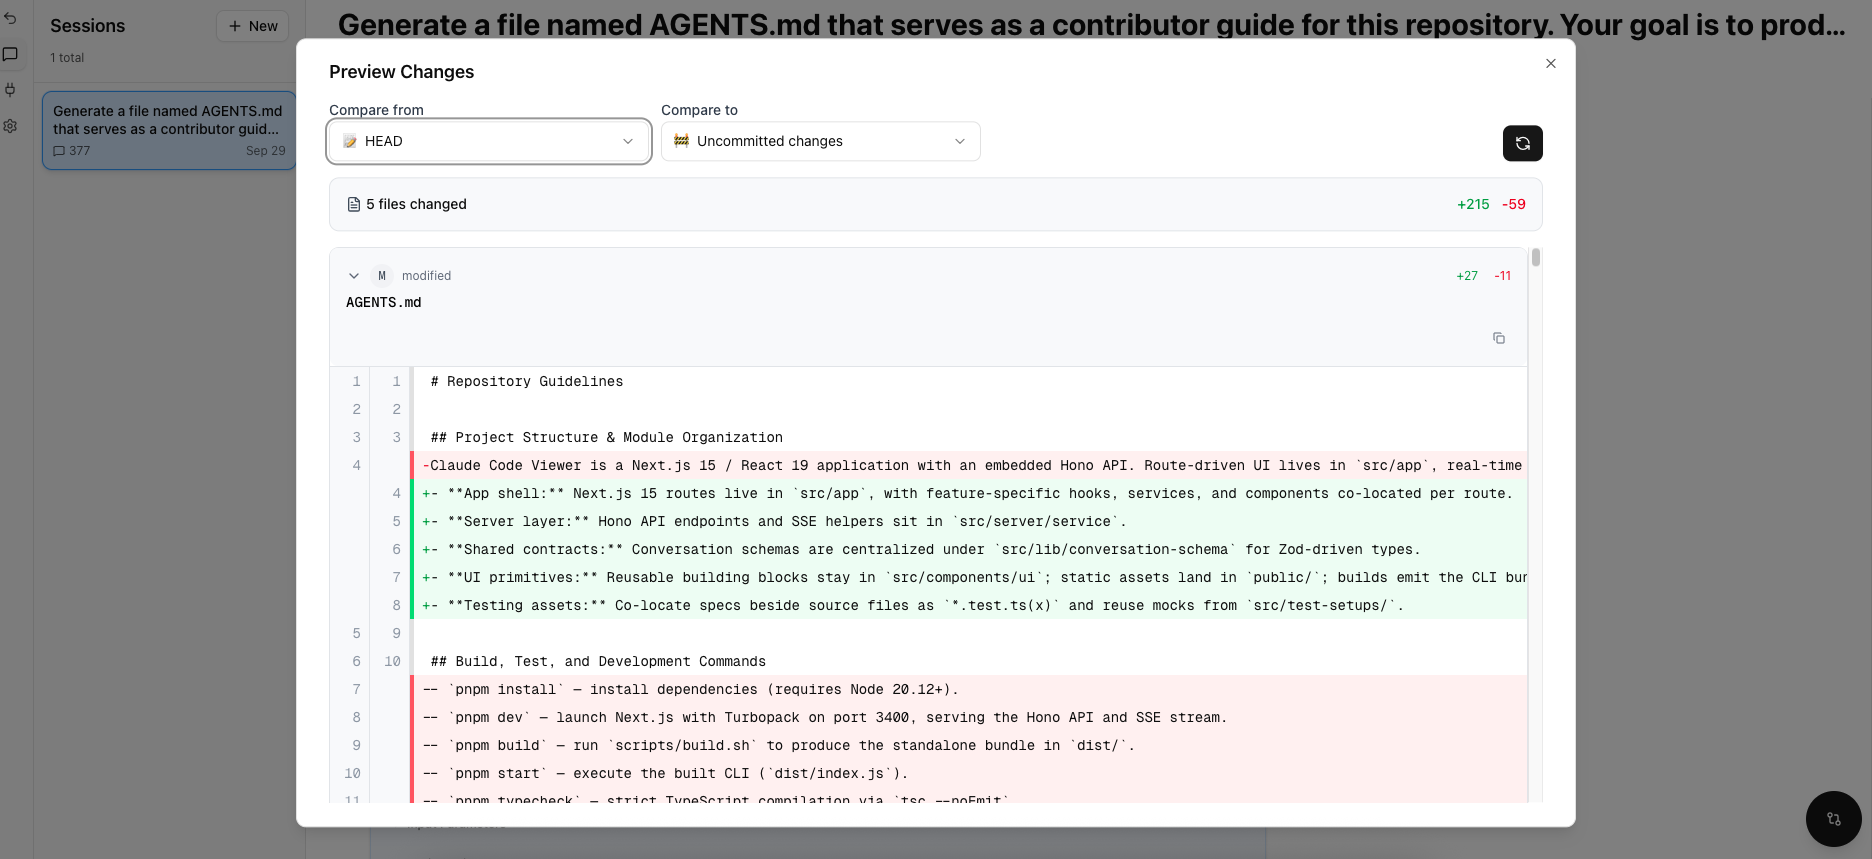 Sessions
New
1 total
Generate a file named AGENTS.md
that serves as a contributor guid...
377
Sep 29
Generate a file named AGENTS.md that serves as a contributor guide for this repository. Your goal is to prod...
Preview Changes
Compare from
Compare to
HEAD
Uncommitted changes
5 files changed
+215 -59
M modified
+27 -11
AGENTS.md
1 1 # Repository Guidelines
2 2
3 3 ## Project Structure & Module Organization
4 -Claude Code Viewer is a Next.js 15 / React 19 application with an embedded Hono API. Route-driven UI lives in `src/app`, real-time
4 +- **App shell:** Next.js 15 routes live in `src/app`, with feature-specific hooks, services, and components co-located per route.
5 +- **Server layer:** Hono API endpoints and SSE helpers sit in `src/server/service`.
6 +- **Shared contracts:** Conversation schemas are centralized under `src/lib/conversation-schema` for Zod-driven types.
7 +- **UI primitives:** Reusable building blocks stay in `src/components/ui`; static assets land in `public/`; builds emit the CLI bun
8 +- **Testing assets:** Co-locate specs beside source files as `*.test.ts(x)` and reuse mocks from `src/test-setups/`.
5 9
6 10 ## Build, Test, and Development Commands
7 -- `pnpm install` — install dependencies (requires Node 20.12+).
8 -- `pnpm dev` — launch Next.js with Turbopack on port 3400, serving the Hono API and SSE stream.
9 -- `pnpm build` — run `scripts/build.sh` to produce the standalone bundle in `dist/`.
10 -- `pnpm start` — execute the built CLI (`dist/index.js`).
11 -- `pnpm typecheck` — strict TypeScript compilation via `tsc --noEmit`